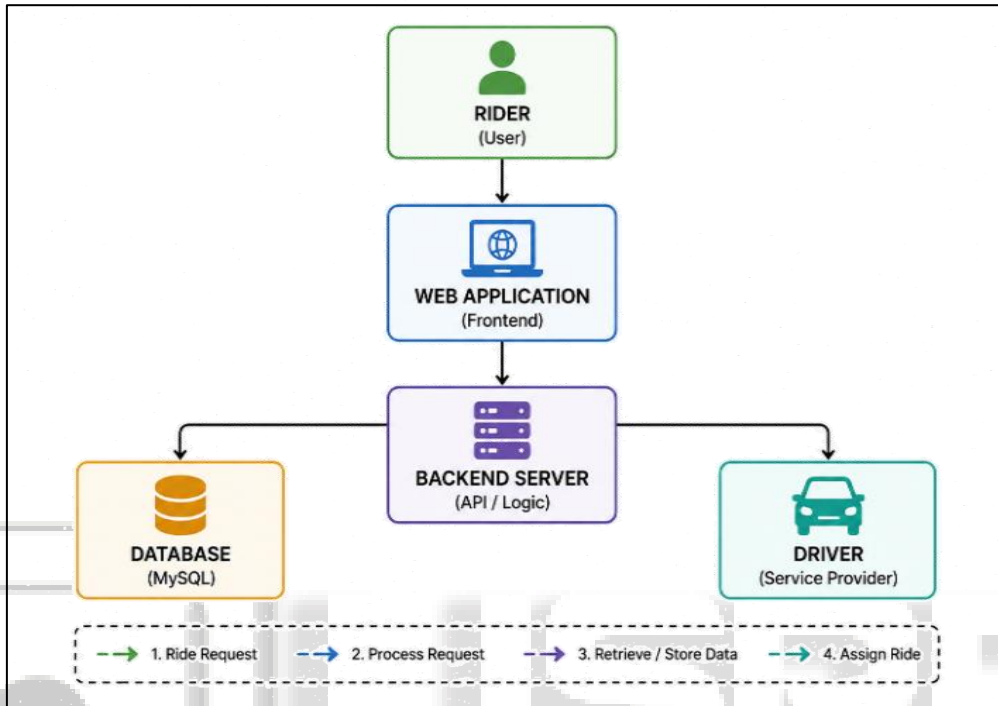 RIDER
(User)
WEB APPLICATION
(Frontend)
BACKEND SERVER
(API / Logic)
DATABASE
(MySQL)
DRIVER
(Service Provider)
1. Ride Request 2. Process Request 3. Retrieve / Store Data 4. Assign Ride